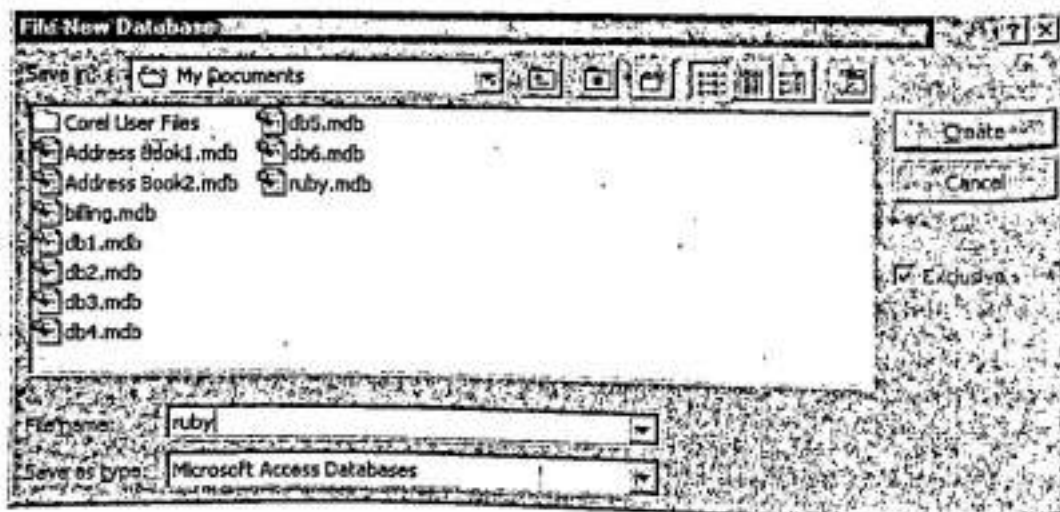 File New Database
? ×
Save in: My Documents
Corel User Files
Address Book1.mdb
Address Book2.mdb
billing.mdb
db1.mdb
db2.mdb
db3.mdb
db4.mdb
db5.mdb
db6.mdb
ruby.mdb
Create
Cancel
Exclusive
File name: ruby
Save as type: Microsoft Access Databases